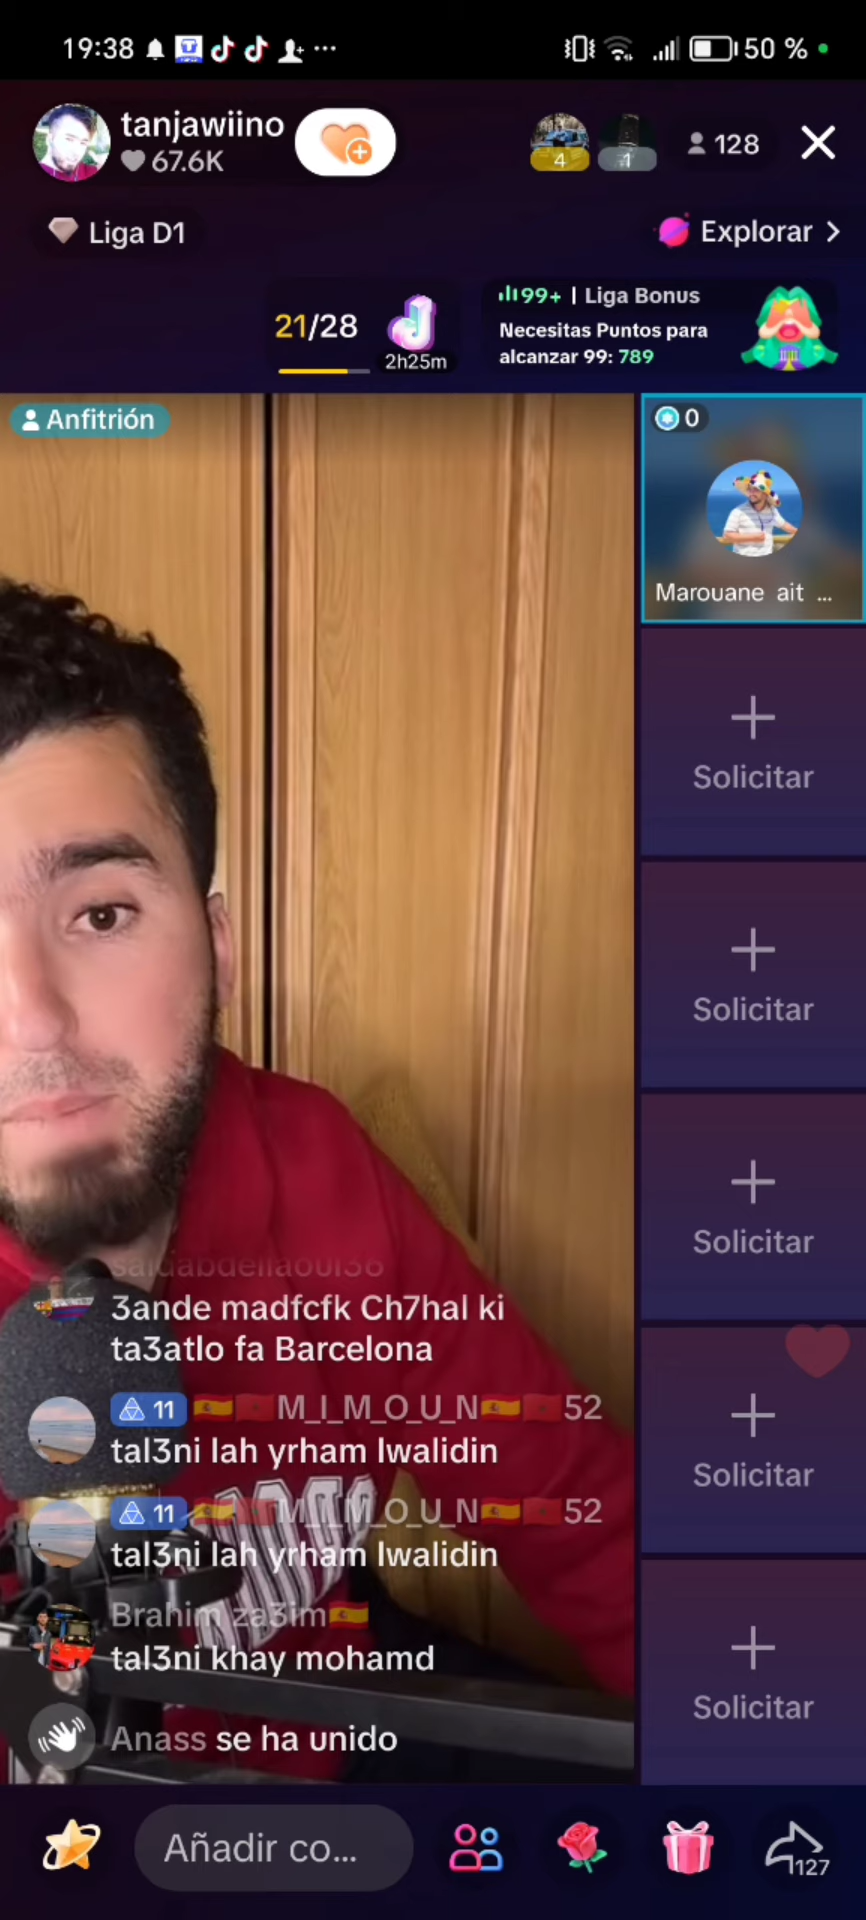 19:38
50 %
tanjawiino
67.6K
4
1
128
Liga D1
Explorar
21/28
2h25m
99+ | Liga Bonus
Necesitas Puntos para
alcanzar 99: 789
Anfitrión
0
Marouane ait ...
Solicitar
Solicitar
Solicitar
Solicitar
Solicitar
saidabdellaoui36
3ande madfcfk Ch7hal ki
ta3atlo fa Barcelona
11 🇪🇸🇲🇦M_I_M_O_U_N🇪🇸🇲🇦52
tal3ni lah yrham lwalidin
11 🇪🇸🇲🇦M_I_M_O_U_N🇪🇸🇲🇦52
tal3ni lah yrham lwalidin
Brahim za3im🇪🇸
tal3ni khay mohamd
Anass se ha unido
Añadir co...
127